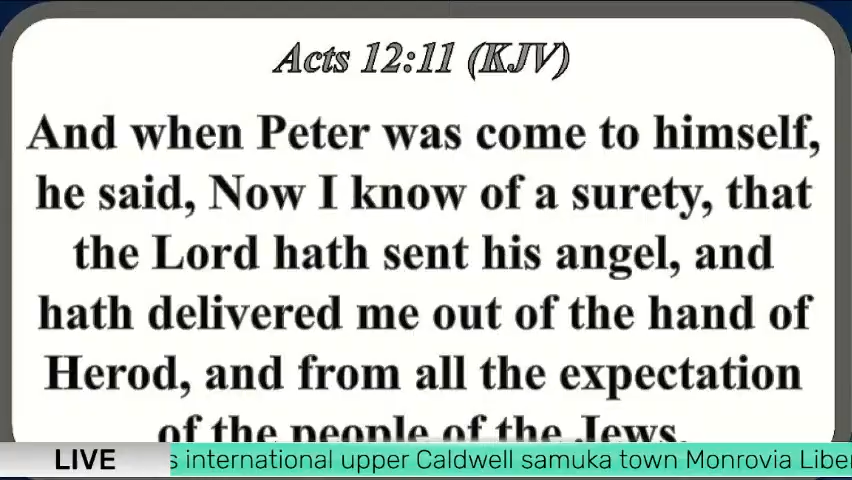 Acts 12:11 (KJV)
And when Peter was come to himself,
he said, Now I know of a surety, that
the Lord hath sent his angel, and
hath delivered me out of the hand of
Herod, and from all the expectation
of the people of the Jews.
LIVE
s international upper Caldwell samuka town Monrovia Liber